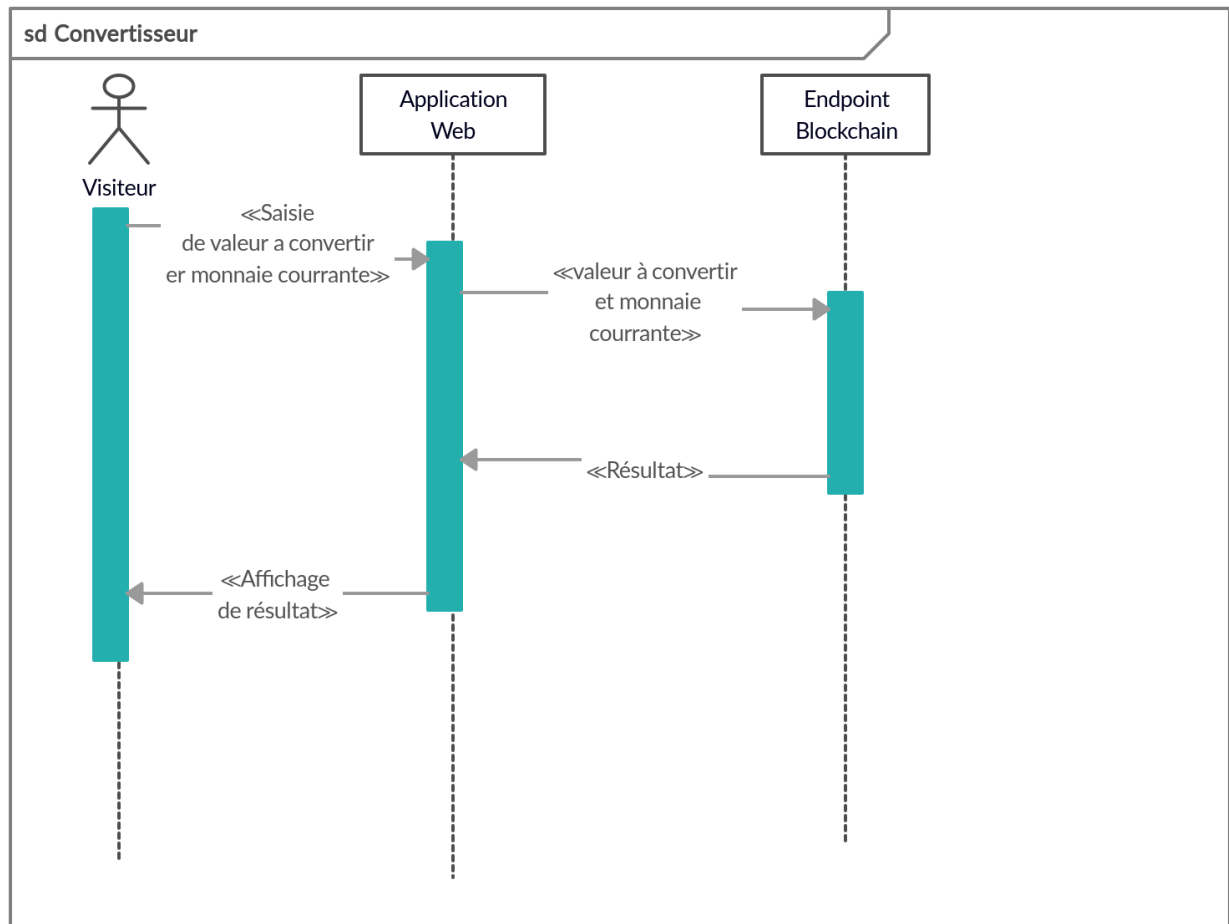 sd Convertisseur
Application
Web
Endpoint
Blockchain
Visiteur
≪Saisie
de valeur a convertir
er monnaie courrante≫
≪valeur à convertir
et monnaie
courrante≫
≪Résultat≫
≪Affichage
de résultat≫